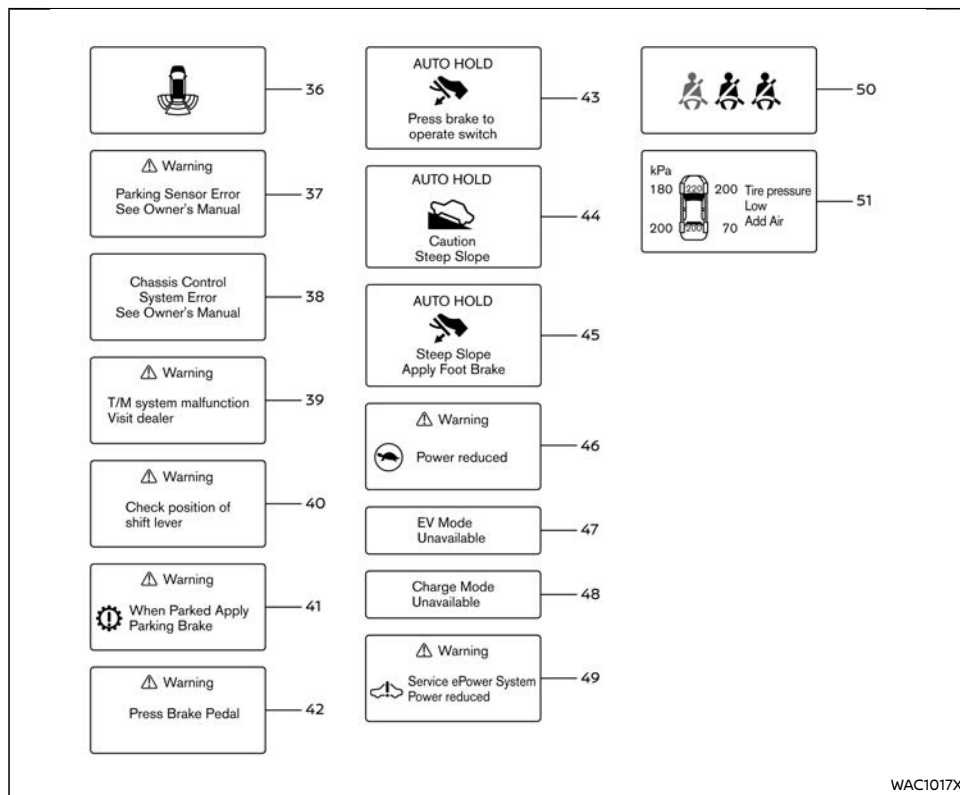 36
⚠ Warning
Parking Sensor Error
See Owner's Manual
37
Chassis Control
System Error
See Owner's Manual
38
⚠ Warning
T/M system malfunction
Visit dealer
39
⚠ Warning
Check position of
shift lever
40
⚠ Warning
When Parked Apply
Parking Brake
41
⚠ Warning
Press Brake Pedal
42
AUTO HOLD
Press brake to
operate switch
43
AUTO HOLD
Caution
Steep Slope
44
AUTO HOLD
Steep Slope
Apply Foot Brake
45
⚠ Warning
Power reduced
46
EV Mode
Unavailable
47
Charge Mode
Unavailable
48
⚠ Warning
Service ePower System
Power reduced
49
50
kPa
180 220 200 Tire pressure
Low
Add Air
200 200 70
51
WAC1017X